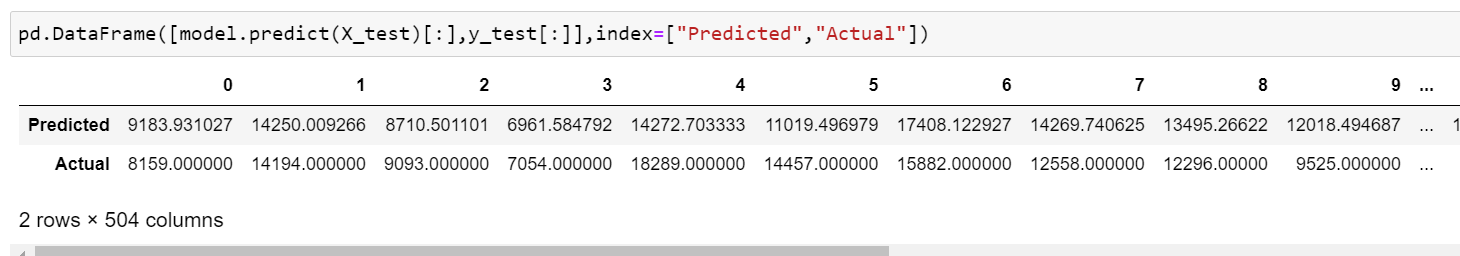 pd.DataFrame([model.predict(X_test)[:],y_test[:]],index=["Predicted","Actual"])
0 1 2 3 4 5 6 7 8 9 ...
Predicted 9183.931027 14250.009266 8710.501101 6961.584792 14272.703333 11019.496979 17408.122927 14269.740625 13495.26622 12018.494687 ... 1
Actual 8159.000000 14194.000000 9093.000000 7054.000000 18289.000000 14457.000000 15882.000000 12558.000000 12296.00000 9525.000000 ...
2 rows × 504 columns